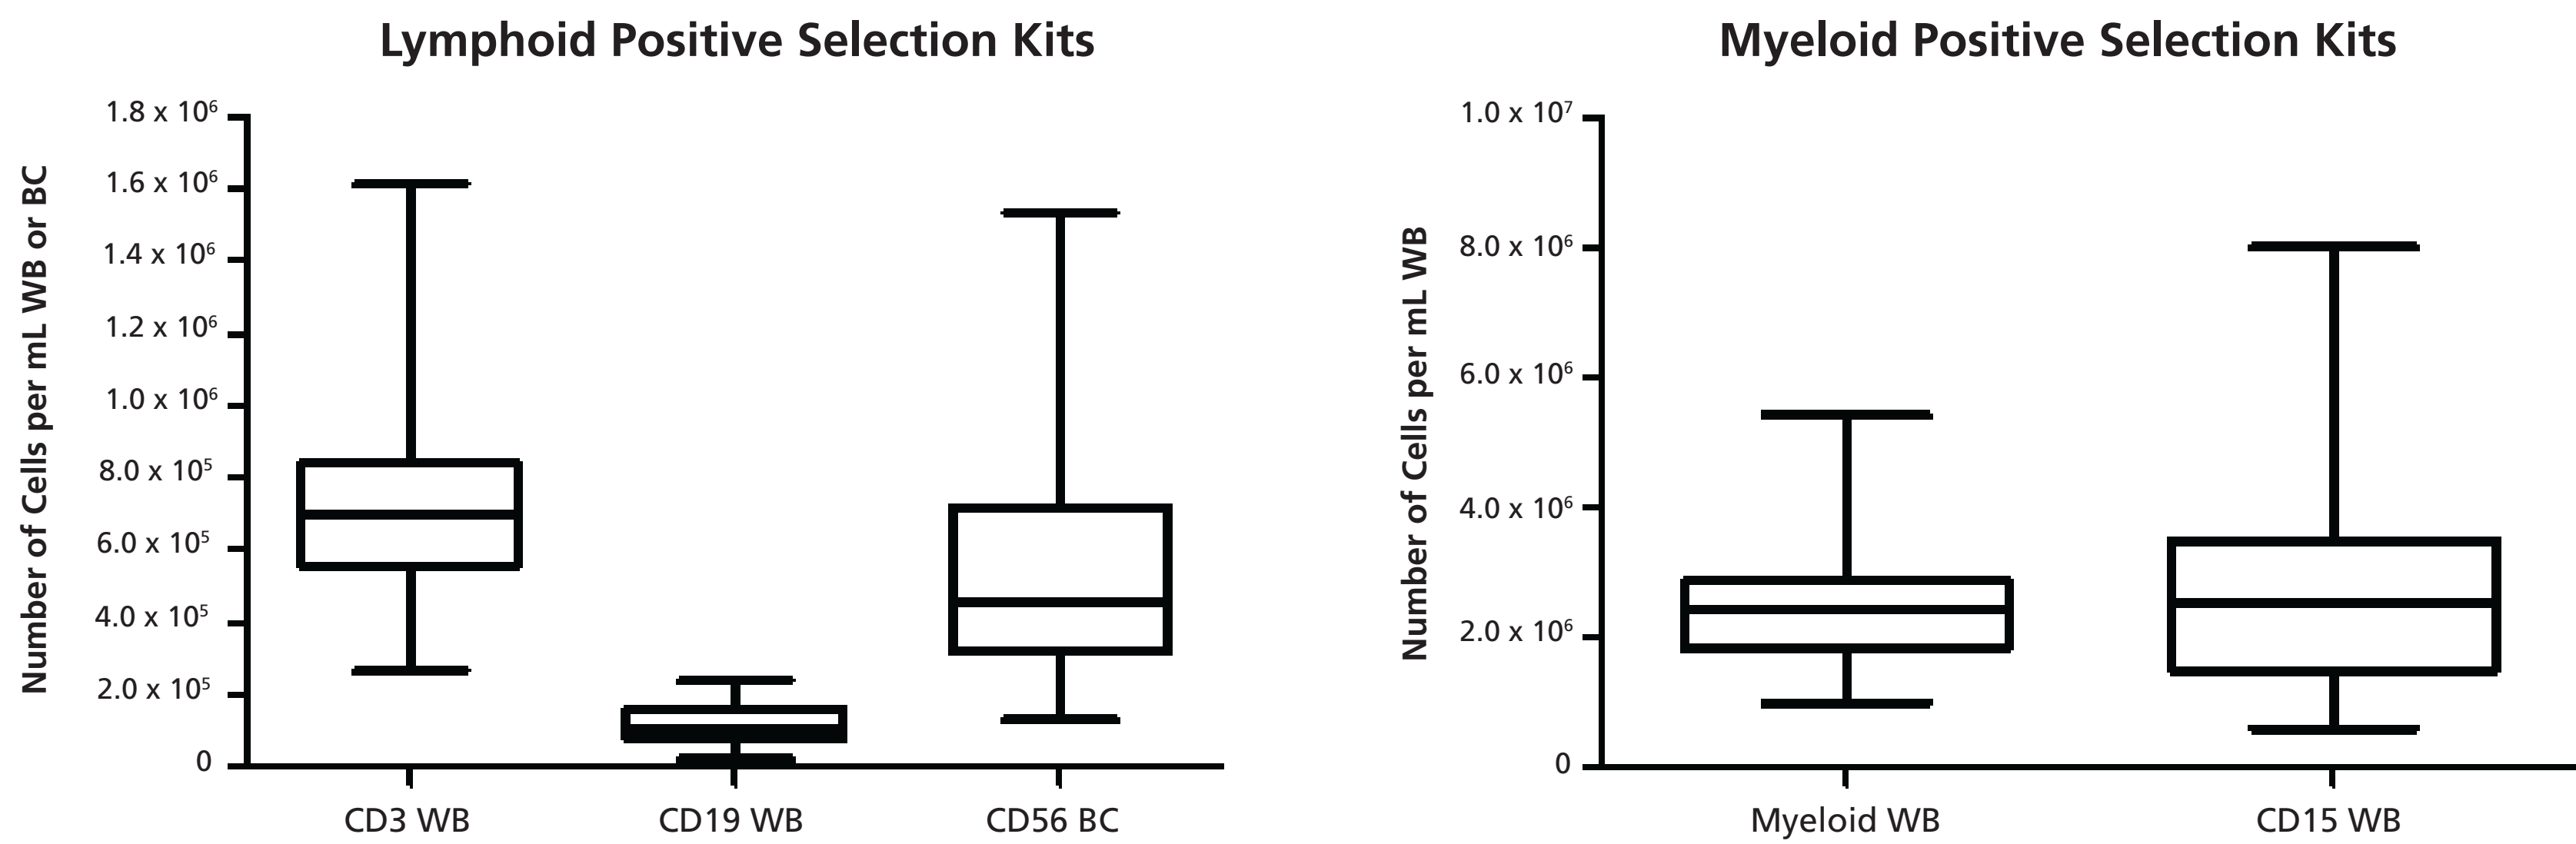 Lymphoid Positive Selection Kits
Number of Cells per mL WB or BC
1.8 x 10⁶
1.6 x 10⁶
1.4 x 10⁶
1.2 x 10⁶
1.0 x 10⁶
8.0 x 10⁵
6.0 x 10⁵
4.0 x 10⁵
2.0 x 10⁵
0
CD3 WB
CD19 WB
CD56 BC
Myeloid Positive Selection Kits
Number of Cells per mL WB
1.0 x 10⁷
8.0 x 10⁶
6.0 x 10⁶
4.0 x 10⁶
2.0 x 10⁶
0
Myeloid WB
CD15 WB